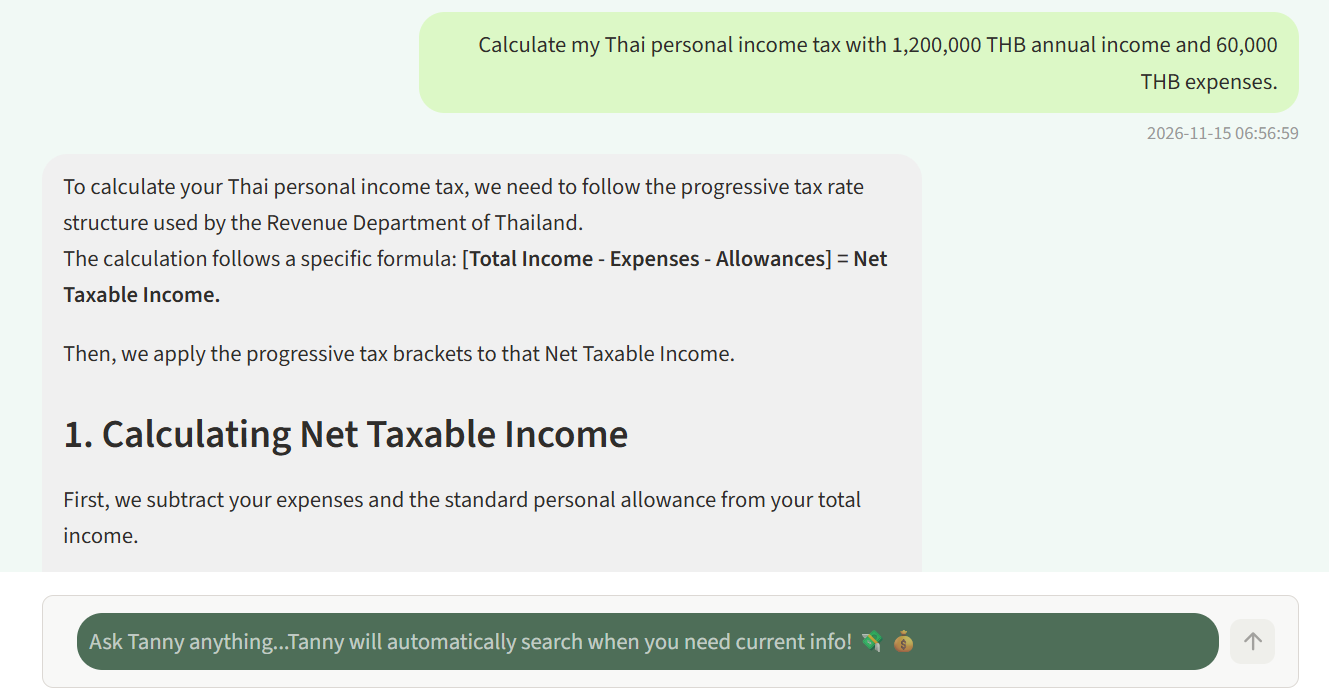 Calculate my Thai personal income tax with 1,200,000 THB annual income and 60,000
THB expenses.
2026-11-15 06:56:59
To calculate your Thai personal income tax, we need to follow the progressive tax rate
structure used by the Revenue Department of Thailand.
The calculation follows a specific formula: [Total Income - Expenses - Allowances] = Net
Taxable Income.
Then, we apply the progressive tax brackets to that Net Taxable Income.
1. Calculating Net Taxable Income
First, we subtract your expenses and the standard personal allowance from your total
income.
Ask Tanny anything...Tanny will automatically search when you need current info! 💸 💰